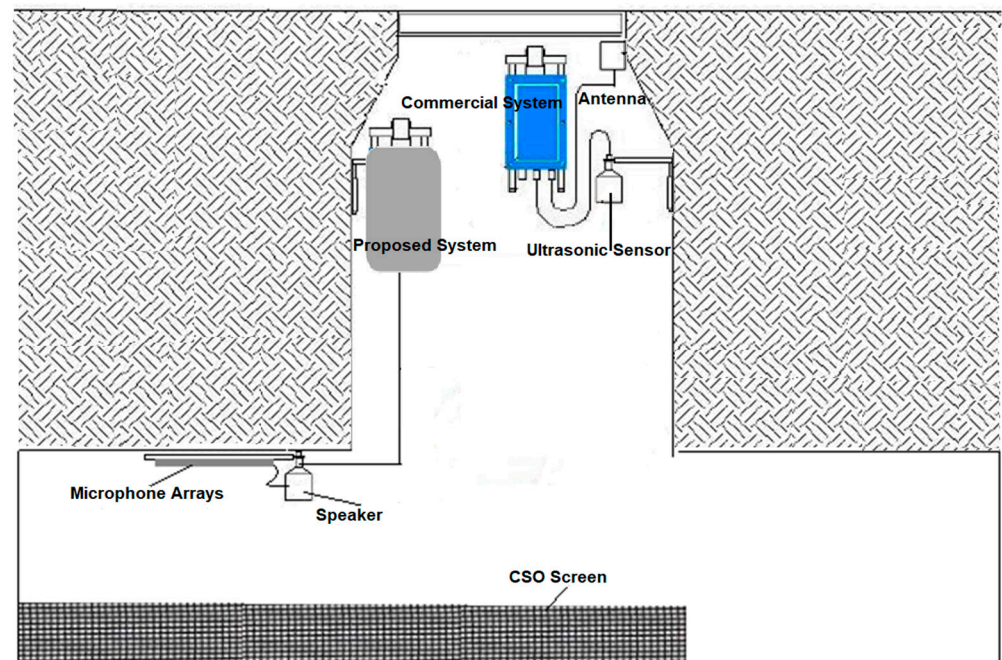 Commercial System
Antenna
Proposed System
Ultrasonic Sensor
Microphone Arrays
Speaker
CSO Screen